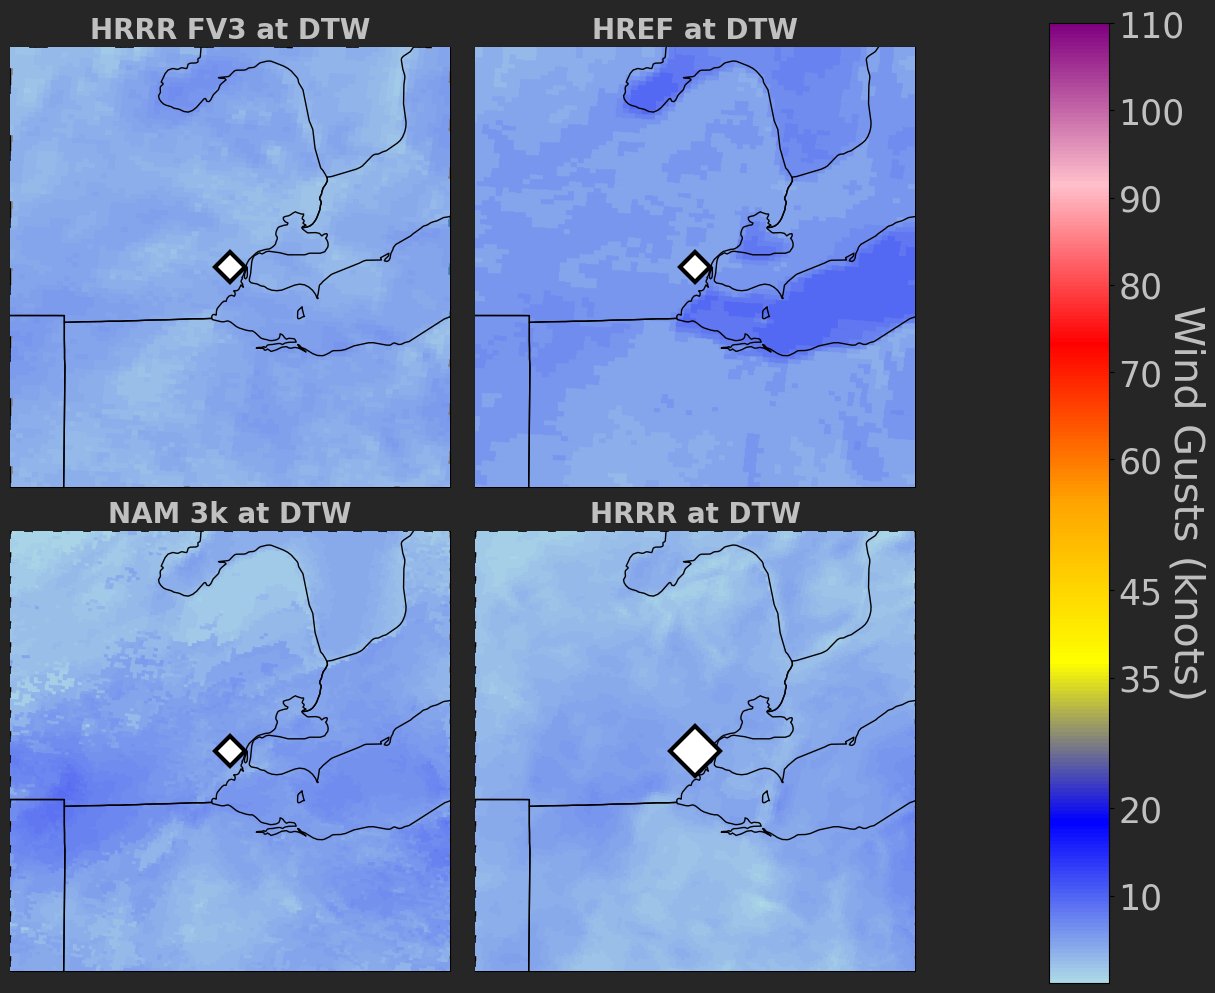 HRRR FV3 at DTW
HREF at DTW
NAM 3k at DTW
HRRR at DTW
110
100
90
80
70
60
45
35
20
10
Wind Gusts (knots)